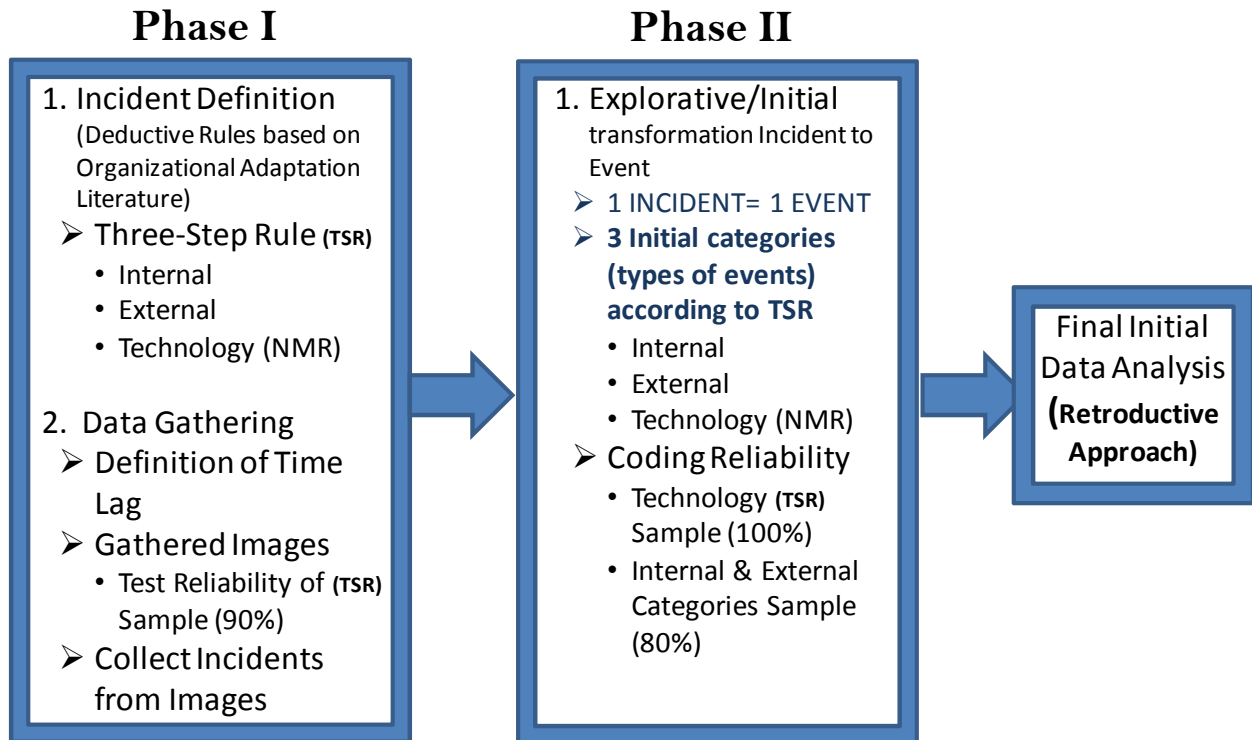 Phase I
1. Incident Definition
(Deductive Rules based on
Organizational Adaptation
Literature)
➢ Three-Step Rule (TSR)
• Internal
• External
• Technology (NMR)
2. Data Gathering
➢ Definition of Time
Lag
➢ Gathered Images
• Test Reliability of (TSR)
Sample (90%)
➢ Collect Incidents
from Images
Phase II
1. Explorative/Initial
transformation Incident to
Event
➢ 1 INCIDENT= 1 EVENT
➢ 3 Initial categories
(types of events)
according to TSR
• Internal
• External
• Technology (NMR)
➢ Coding Reliability
• Technology (TSR)
Sample (100%)
• Internal & External
Categories Sample
(80%)
Final Initial
Data Analysis
(Retroductive
Approach)